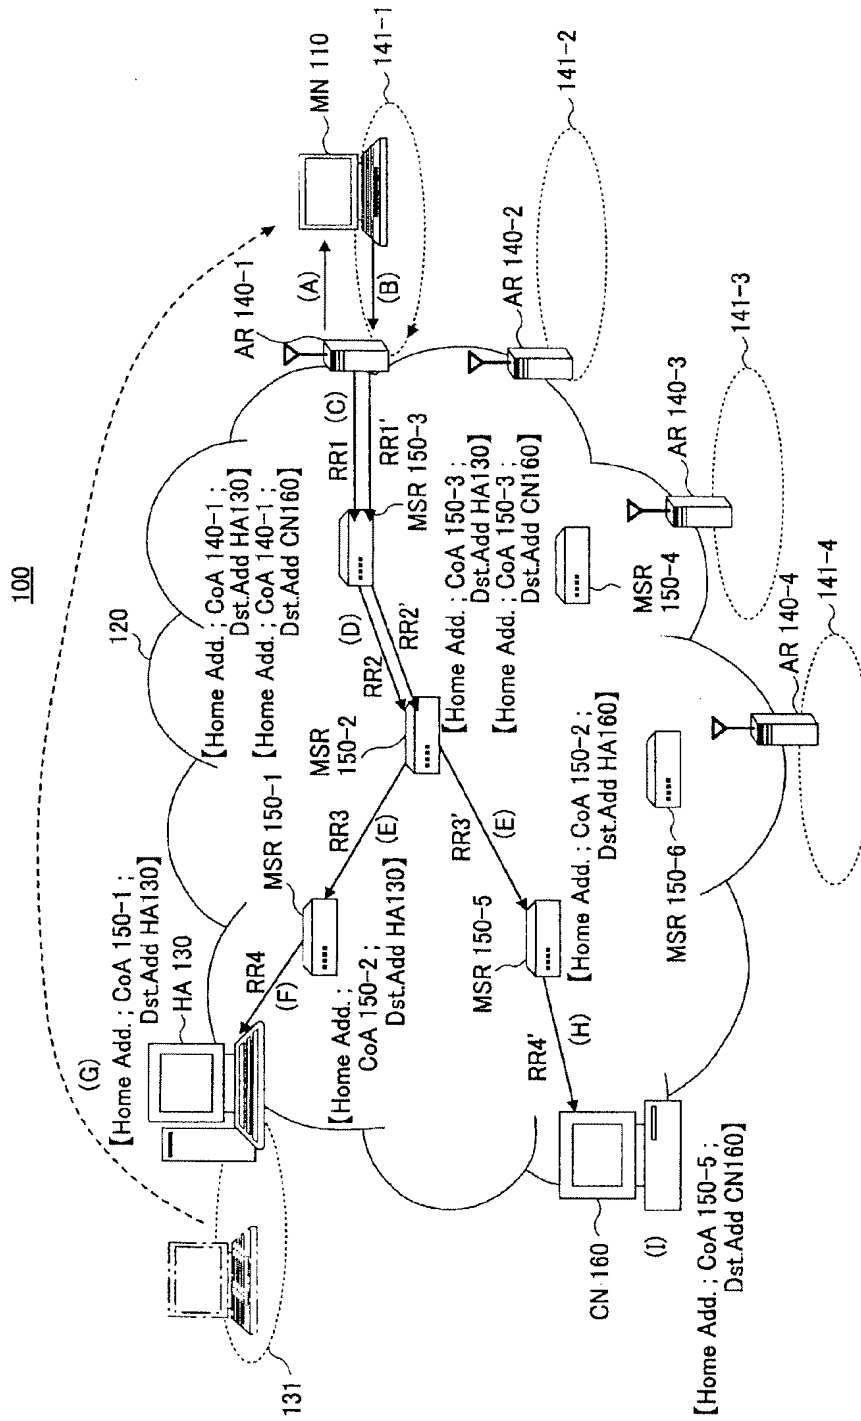 100
120
MN 110
141-1
(A)
(B)
AR 140-1
AR 140-2
141-2
AR 140-3
141-3
AR 140-4
141-4
RR1
(C)
RR1'
MSR 150-3
【Home Add. ; CoA 140-1 ;
Dst.Add HA130】
【Home Add. ; CoA 140-1 ;
Dst.Add CN160】
(D)
RR2
RR2'
MSR
150-2
【Home Add. ; CoA 150-3 ;
Dst.Add HA130】
【Home Add. ; CoA 150-3 ;
Dst.Add CN160】
MSR
150-4
MSR 150-1
RR3
(E)
RR3'
(E)
【Home Add. ;
CoA 150-2 ;
Dst.Add HA130】
MSR 150-5
【Home Add. ; CoA 150-2 ;
Dst.Add HA160】
MSR 150-6
RR4
(F)
(G)
【Home Add. ; CoA 150-1 ;
Dst.Add HA130】
HA 130
RR4'
(H)
CN 160
(I)
【Home Add. ; CoA 150-5 ;
Dst.Add CN160】
131